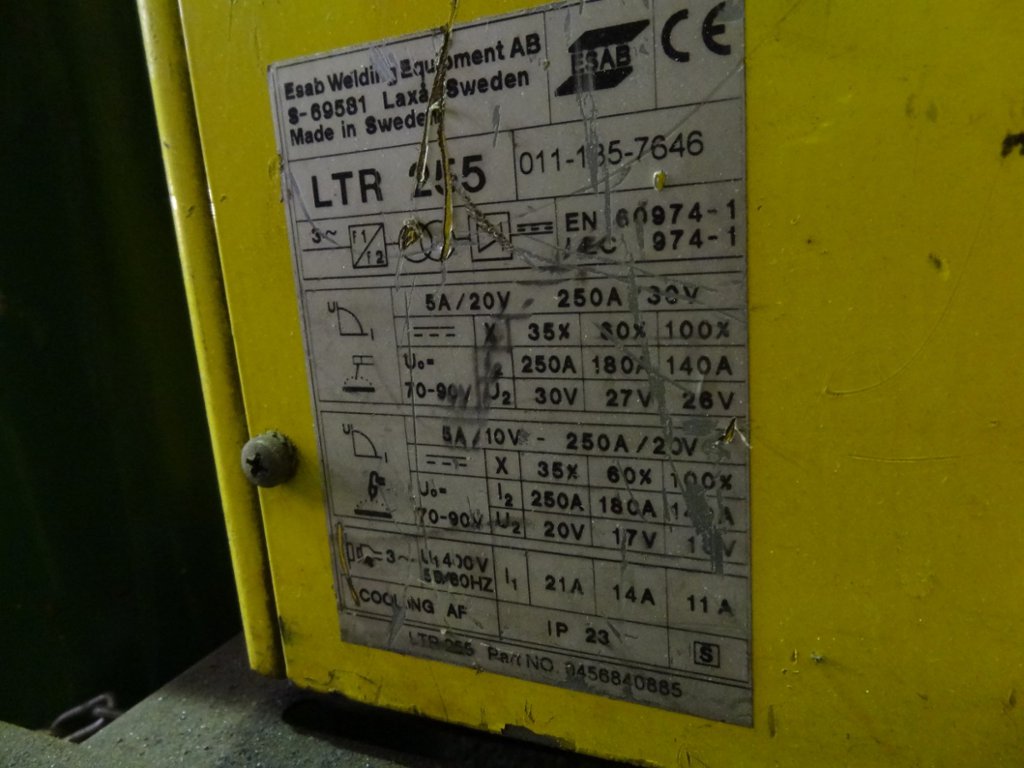 Esab Welding Equipment AB
S-69581 Laxå Sweden
Made in Sweden
ESAB
CE
LTR 255
011-185-7646
3~ f1/f2
EN 60974-1
IEC 974-1
5A/20V - 250A/30V
X 35% 60% 100%
U₀= I₂ 250A 180A 140A
70-90V U₂ 30V 27V 26V
5A/10V - 250A/20V
X 35% 60% 100%
U₀= I₂ 250A 180A
70-90V U₂ 20V 17V
3~ U₁ 400V I₁ 21A 14A 11A
50/60HZ
COOLING AF IP 23 S
LTR 255 Part NO. 0456840885